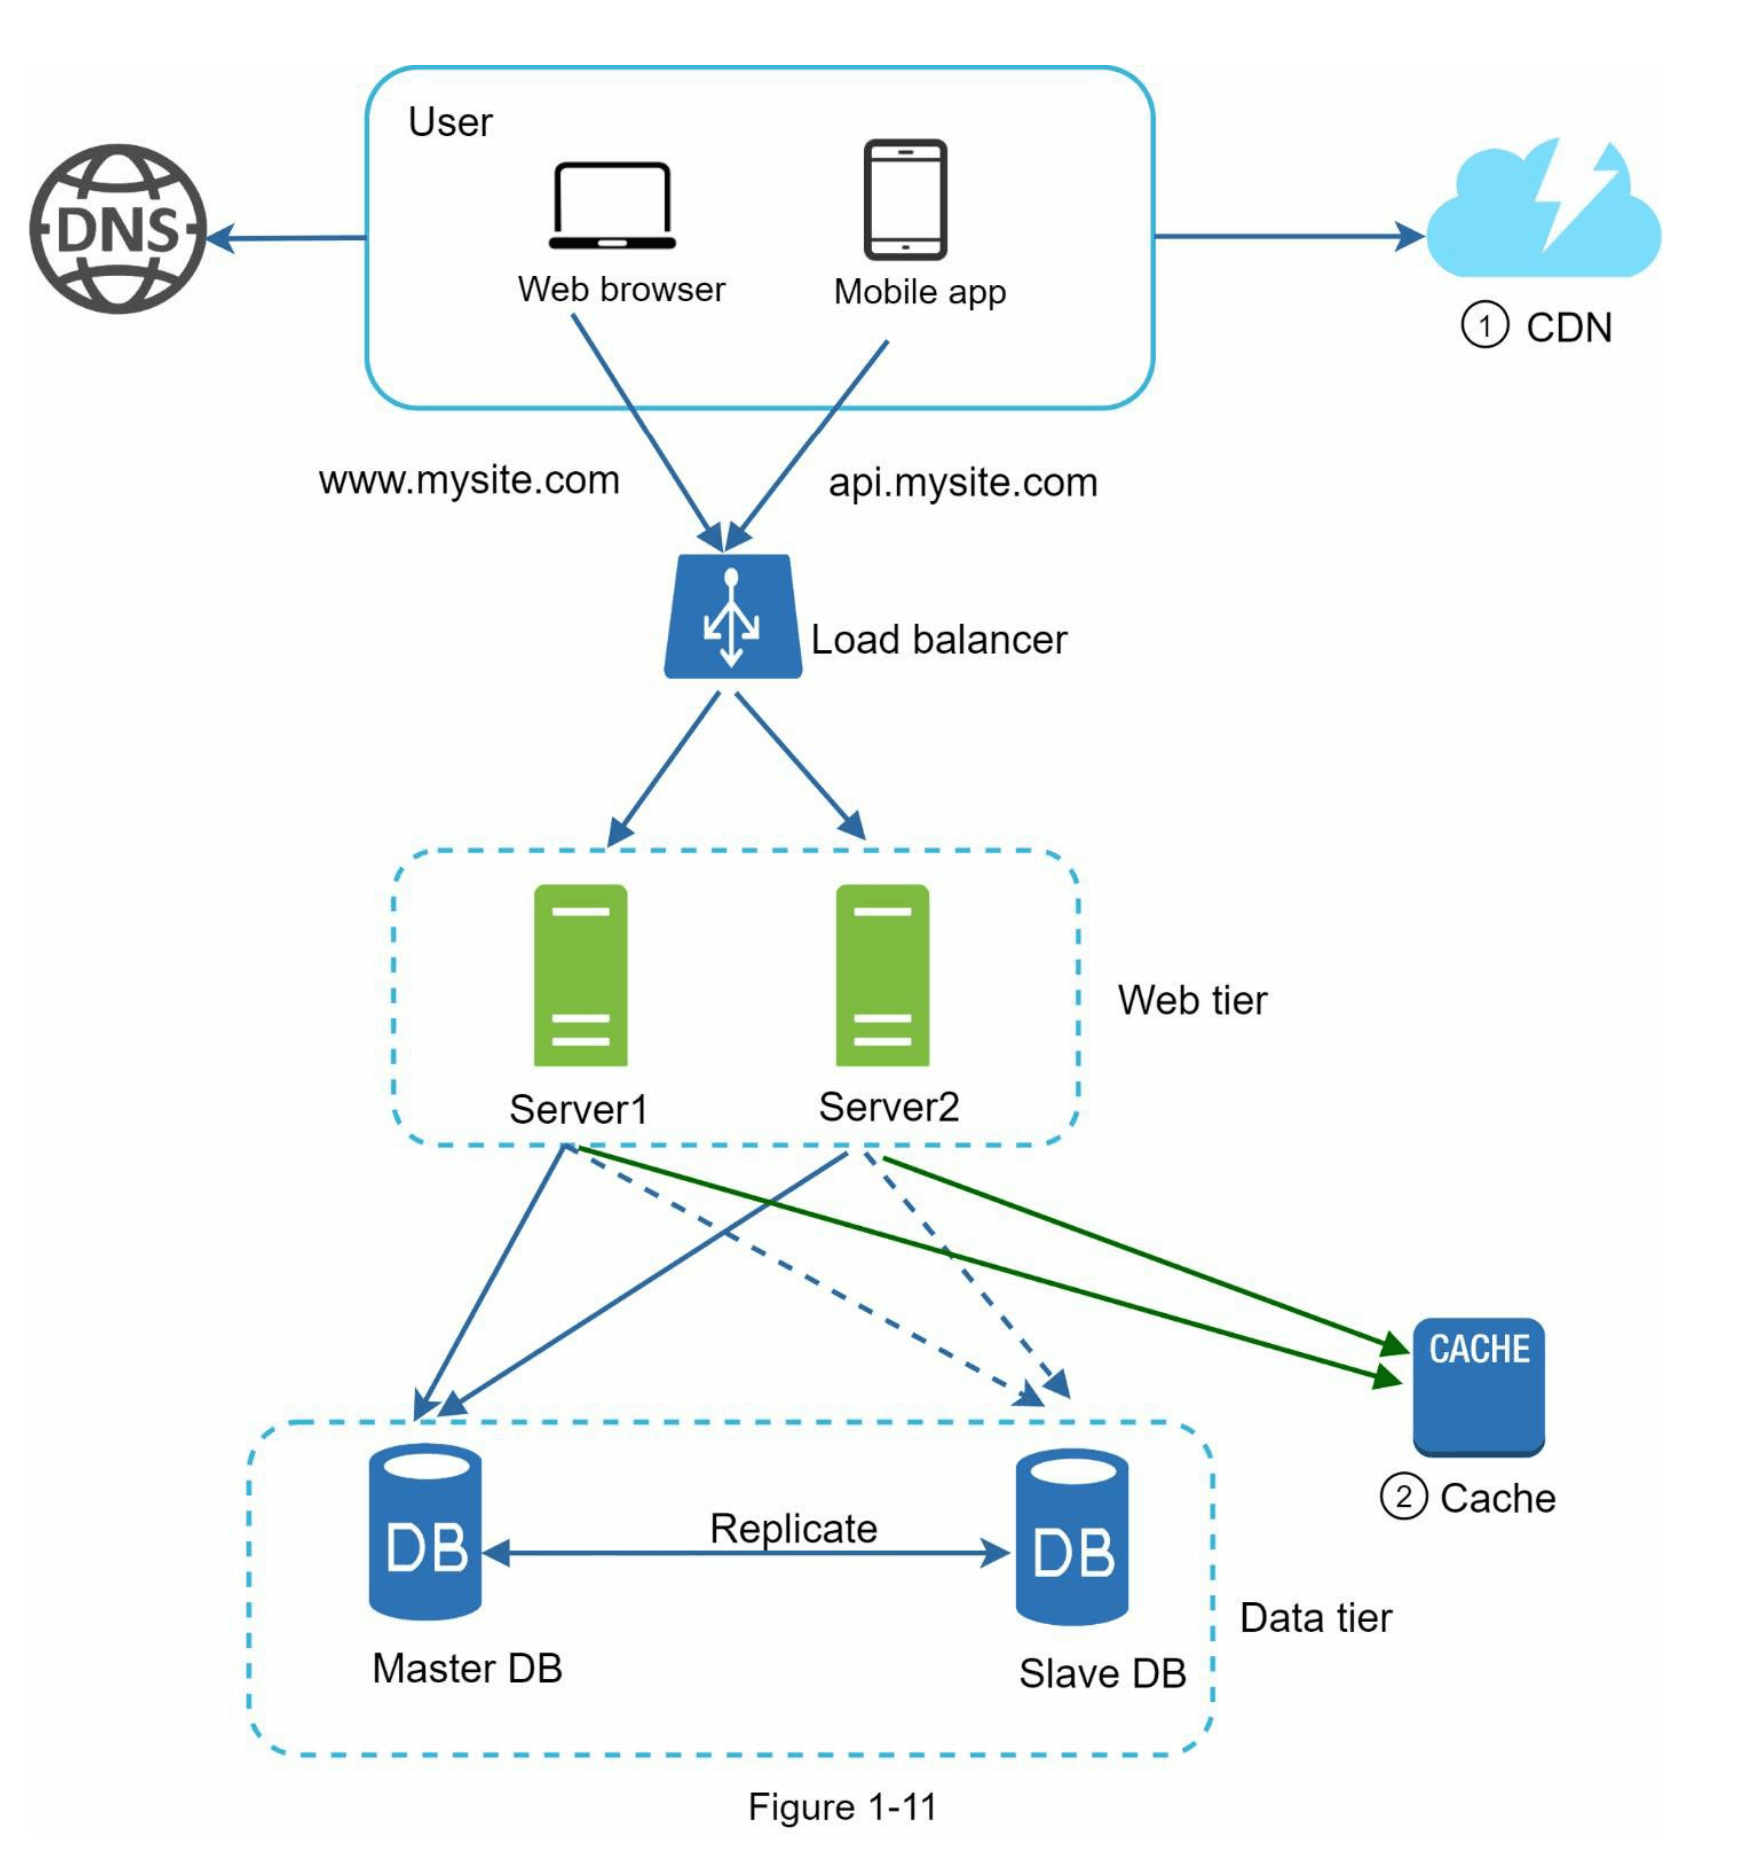 User
DNS
Web browser
Mobile app
1 CDN
www.mysite.com
api.mysite.com
Load balancer
Web tier
Server1
Server2
CACHE
2 Cache
DB
Replicate
DB
Data tier
Master DB
Slave DB
Figure 1-11